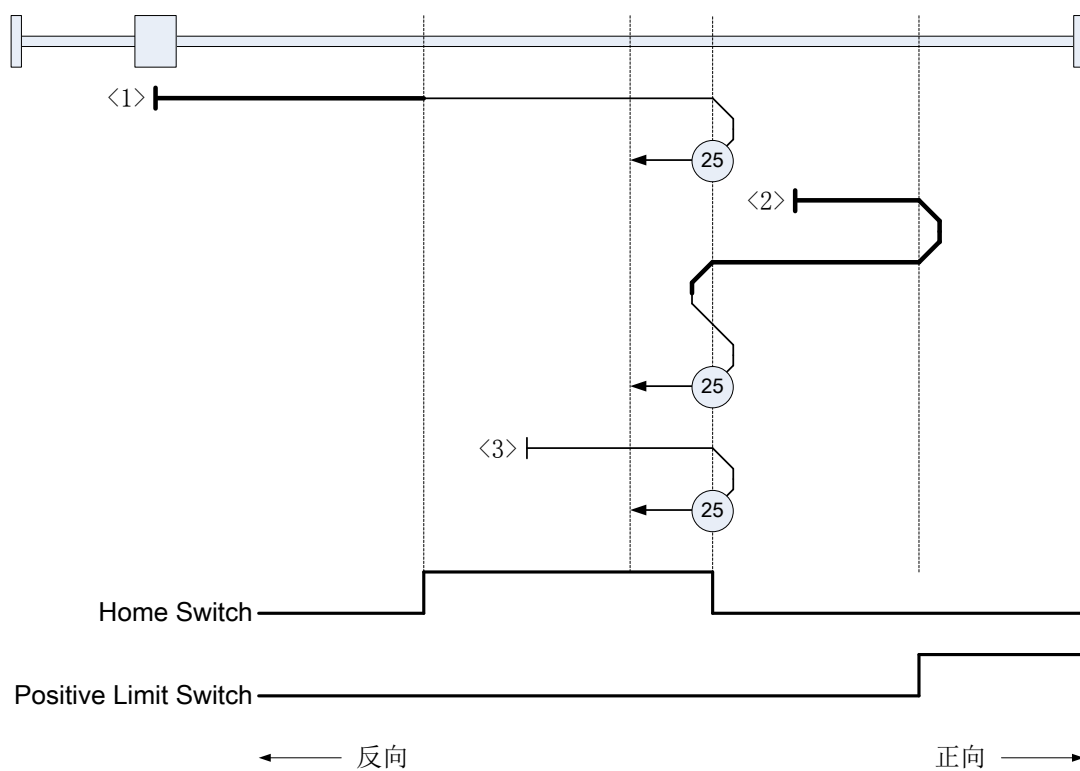 <1>
25
<2>
25
<3>
25
Home Switch
Positive Limit Switch
反向
正向